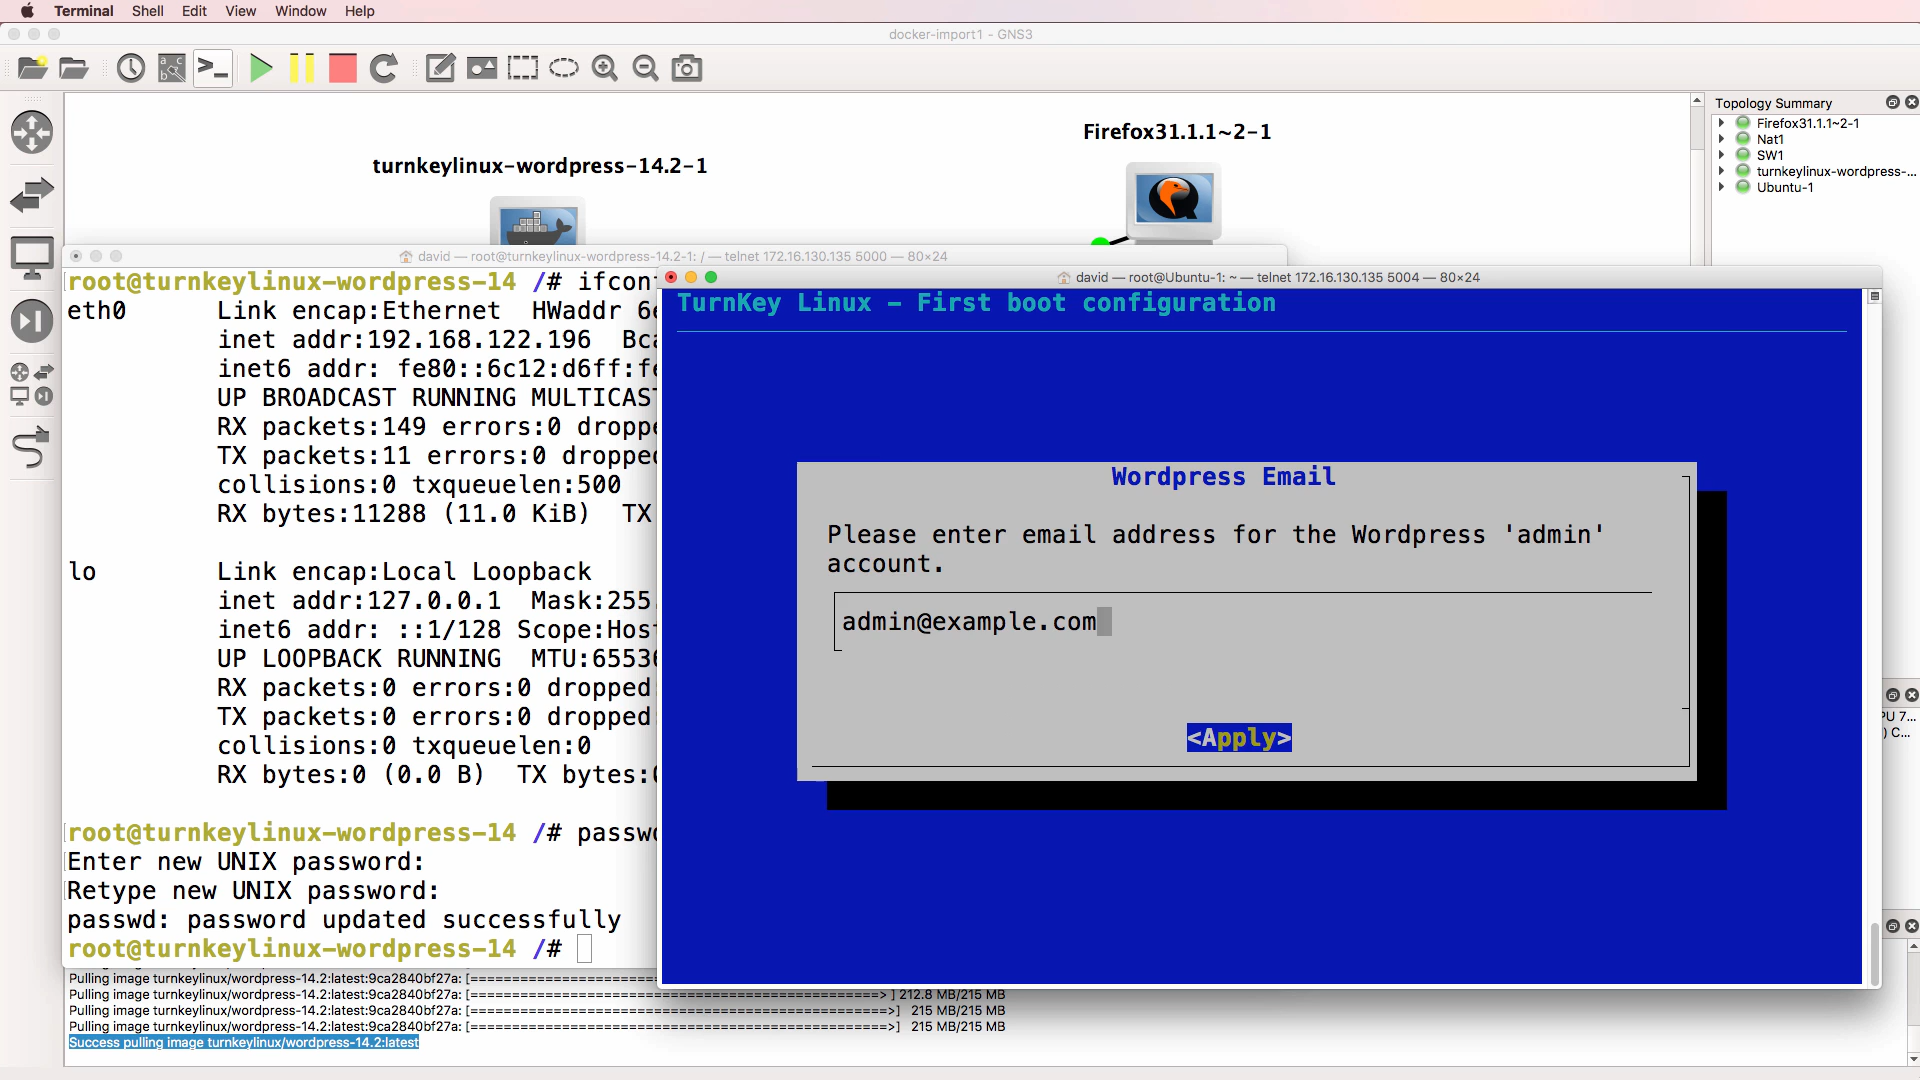 Terminal Shell Edit View Window Help
docker-import1 - GNS3
Topology Summary
Firefox31.1.1~2-1
Nat1
SW1
turnkeylinux-wordpress-...
Ubuntu-1
Firefox31.1.1~2-1
turnkeylinux-wordpress-14.2-1
david — root@turnkeylinux-wordpress-14.2-1: / — telnet 172.16.130.135 5000 — 80×24
root@turnkeylinux-wordpress-14 /# ifcon
eth0 Link encap:Ethernet HWaddr 6
inet addr:192.168.122.196 Bc
inet6 addr: fe80::6c12:d6ff:f
UP BROADCAST RUNNING MULTICAST
RX packets:149 errors:0 droppe
TX packets:11 errors:0 dropped
collisions:0 txqueuelen:500
RX bytes:11288 (11.0 KiB) TX
lo Link encap:Local Loopback
inet addr:127.0.0.1 Mask:255.
inet6 addr: ::1/128 Scope:Hos
UP LOOPBACK RUNNING MTU:65536
RX packets:0 errors:0 dropped
TX packets:0 errors:0 dropped
collisions:0 txqueuelen:0
RX bytes:0 (0.0 B) TX bytes:
root@turnkeylinux-wordpress-14 /# passw
Enter new UNIX password:
Retype new UNIX password:
passwd: password updated successfully
root@turnkeylinux-wordpress-14 /#
david — root@Ubuntu-1: ~ — telnet 172.16.130.135 5004 — 80×24
TurnKey Linux – First boot configuration
Wordpress Email
Please enter email address for the Wordpress 'admin'
account.
admin@example.com
<Apply>
PU 7...
) C...
Pulling image turnkeylinux/wordpress-14.2:latest:9ca2840bf27a: [====
Pulling image turnkeylinux/wordpress-14.2:latest:9ca2840bf27a: [====> ] 212.8 MB/215 MB
Pulling image turnkeylinux/wordpress-14.2:latest:9ca2840bf27a: [====>] 215 MB/215 MB
Pulling image turnkeylinux/wordpress-14.2:latest:9ca2840bf27a: [====>] 215 MB/215 MB
Success pulling image turnkeylinux/wordpress-14.2:latest